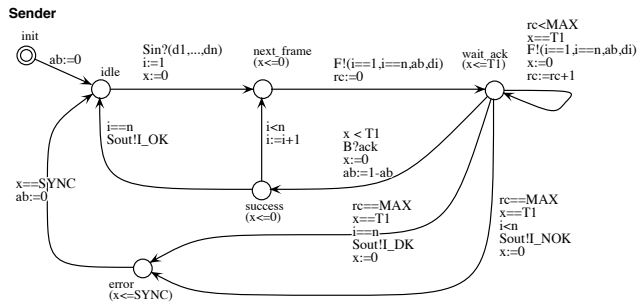 Sender
init
ab:=0
idle
Sin?(d1,...,dn)
i:=1
x:=0
next_frame
(x<=0)
F!(i==1,i==n,ab,di)
rc:=0
wait_ack
(x<=T1)
rc<MAX
x==T1
F!(i==1,i==n,ab,di)
x:=0
rc:=rc+1
i==n
Sout!I_OK
i<n
i:=i+1
x < T1
B?ack
x:=0
ab:=1-ab
x==SYNC
ab:=0
success
(x<=0)
rc==MAX
x==T1
i==n
Sout!I_DK
x:=0
rc==MAX
x==T1
i<n
Sout!I_NOK
x:=0
error
(x<=SYNC)